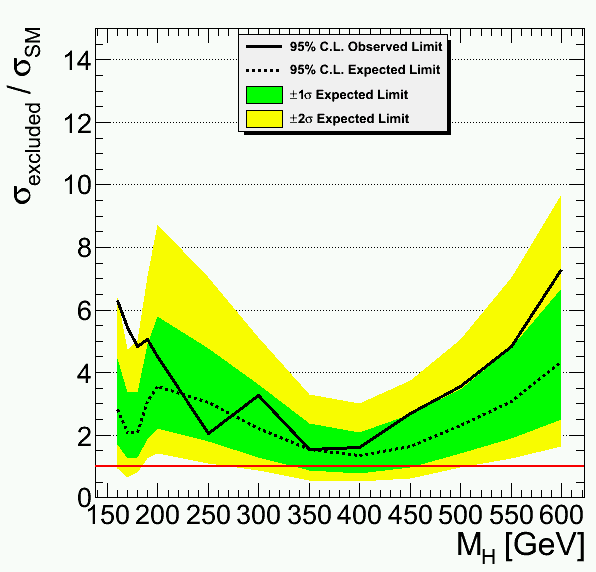 σexcluded / σSM
95% C.L. Observed Limit
95% C.L. Expected Limit
±1σ Expected Limit
±2σ Expected Limit
14
12
10
8
6
4
2
0
150 200 250 300 350 400 450 500 550 600
MH [GeV]